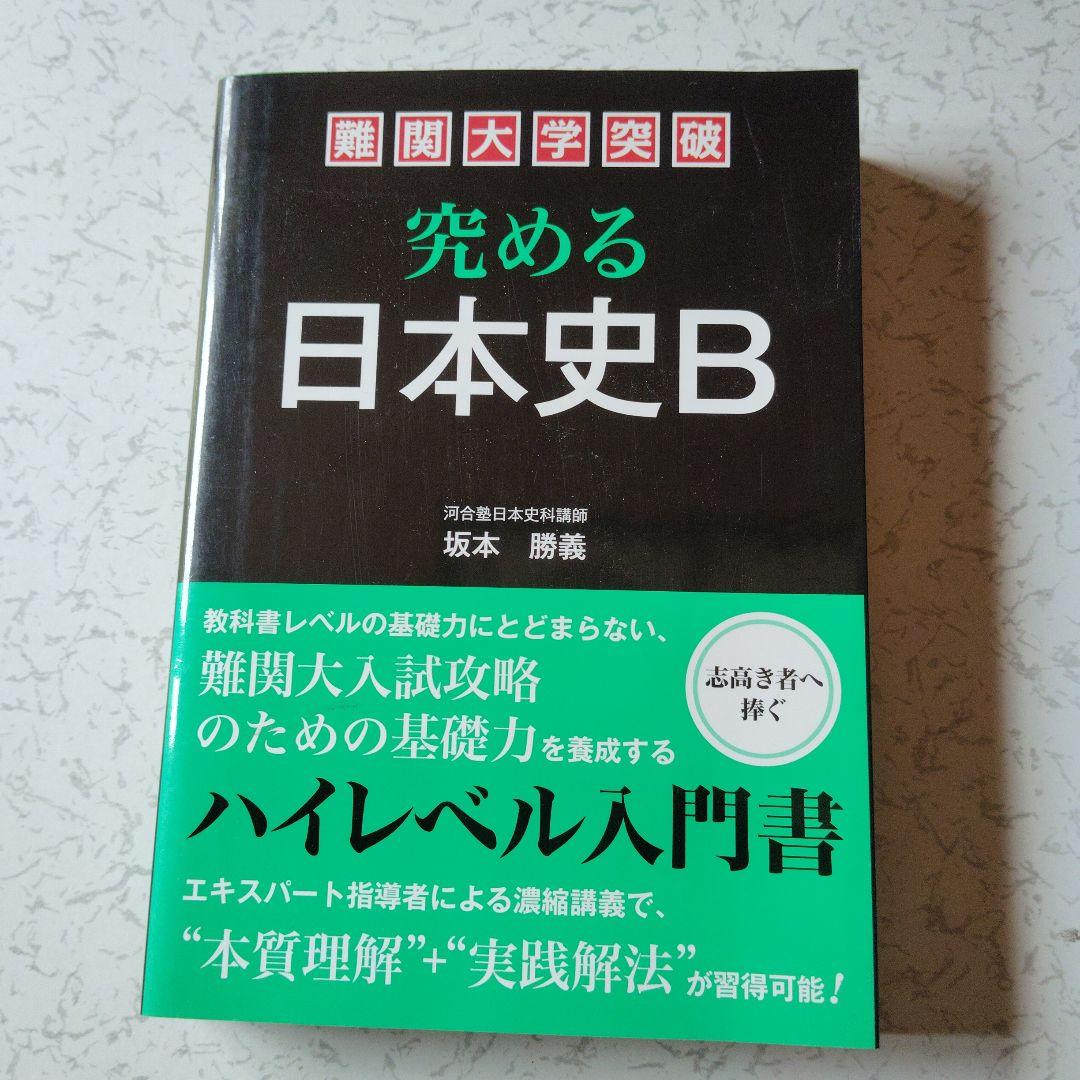 難関大学突破
究める
日本史B
河合塾日本史科講師
坂本 勝義
教科書レベルの基礎力にとどまらない、
難関大入試攻略
のための基礎力を養成する
志高き者へ
捧ぐ
ハイレベル入門書
エキスパート指導者による濃縮講義で、
“本質理解”+“実践解法”が習得可能!